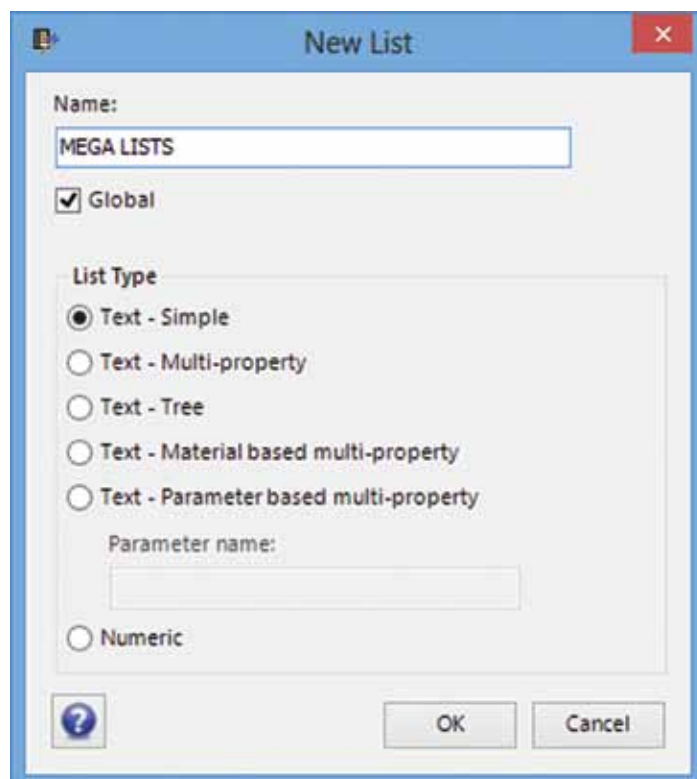 New List
Name:
MEGA LISTS
Global
List Type
Text - Simple
Text - Multi-property
Text - Tree
Text - Material based multi-property
Text - Parameter based multi-property
Parameter name:
Numeric
OK Cancel